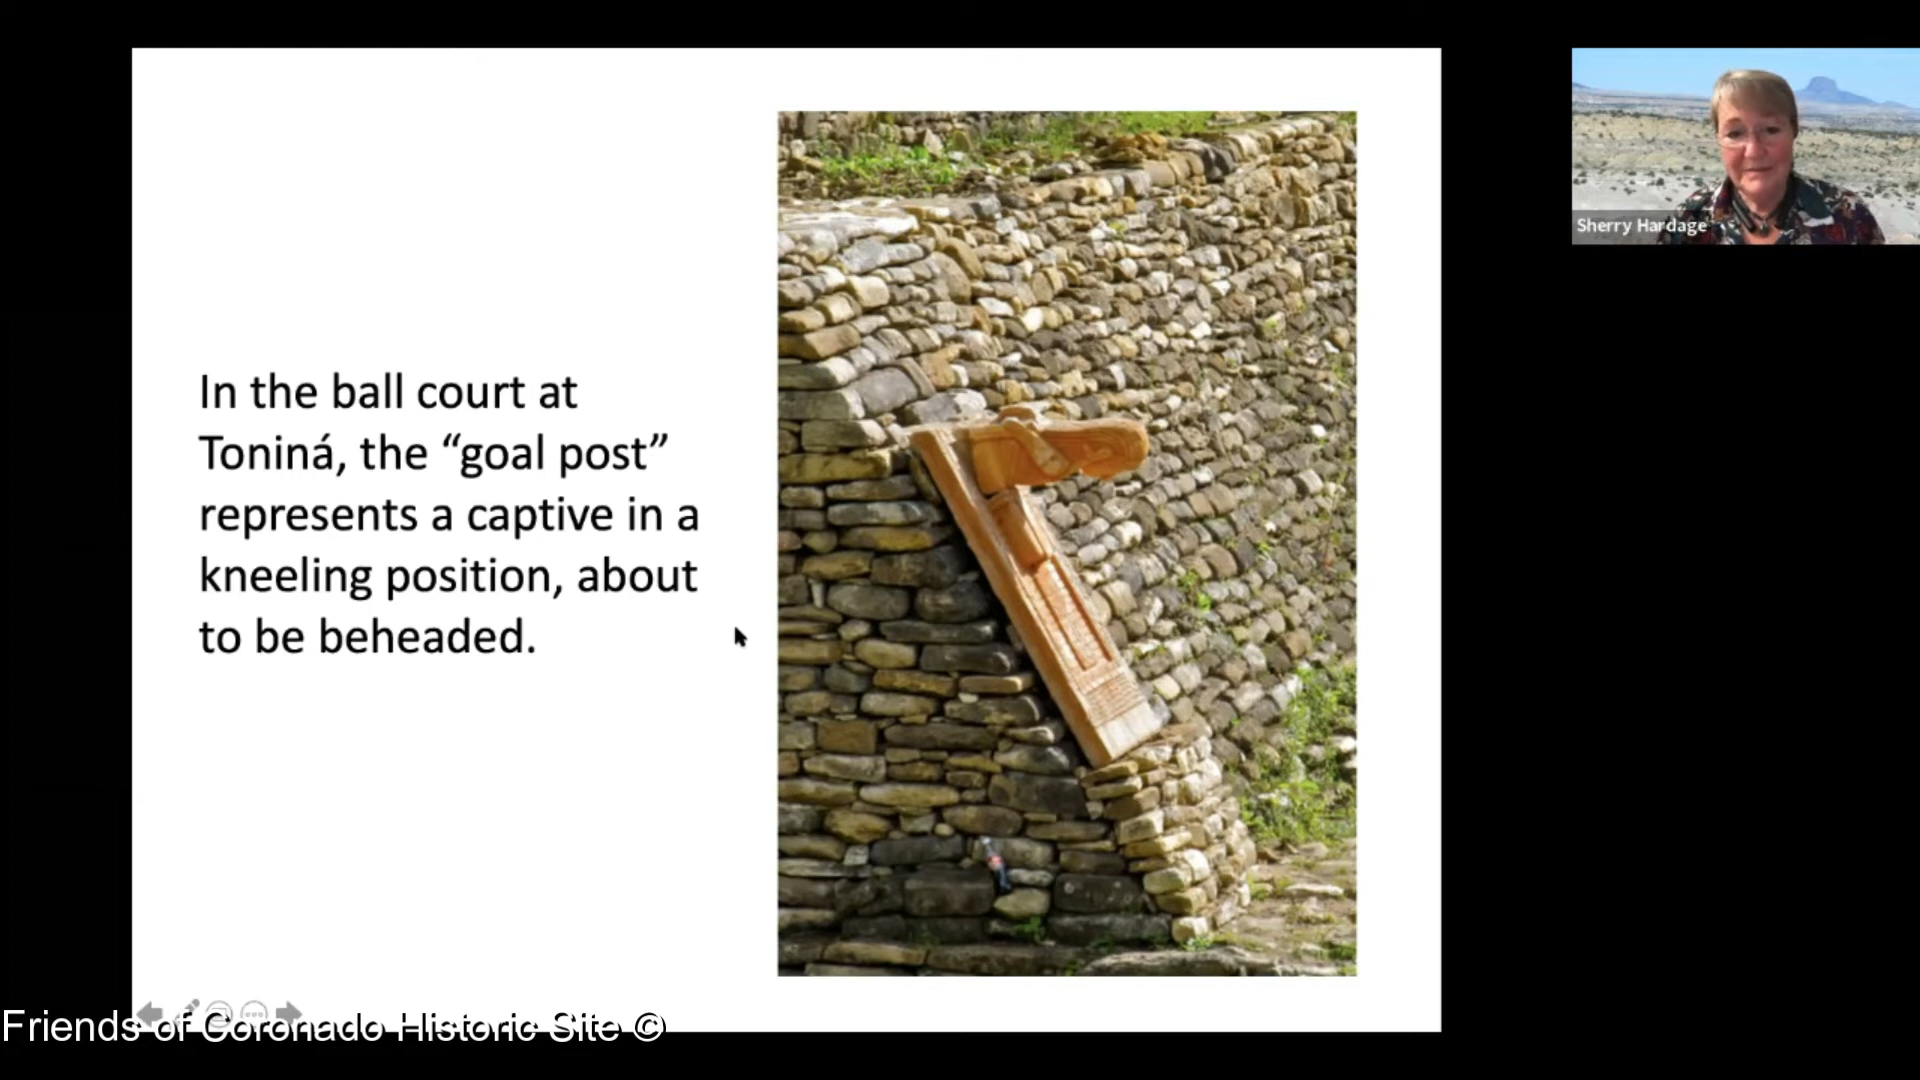 In the ball court at
Toniná, the “goal post”
represents a captive in a
kneeling position, about
to be beheaded.
Sherry Hardage
Friends of Coronado Historic Site ©